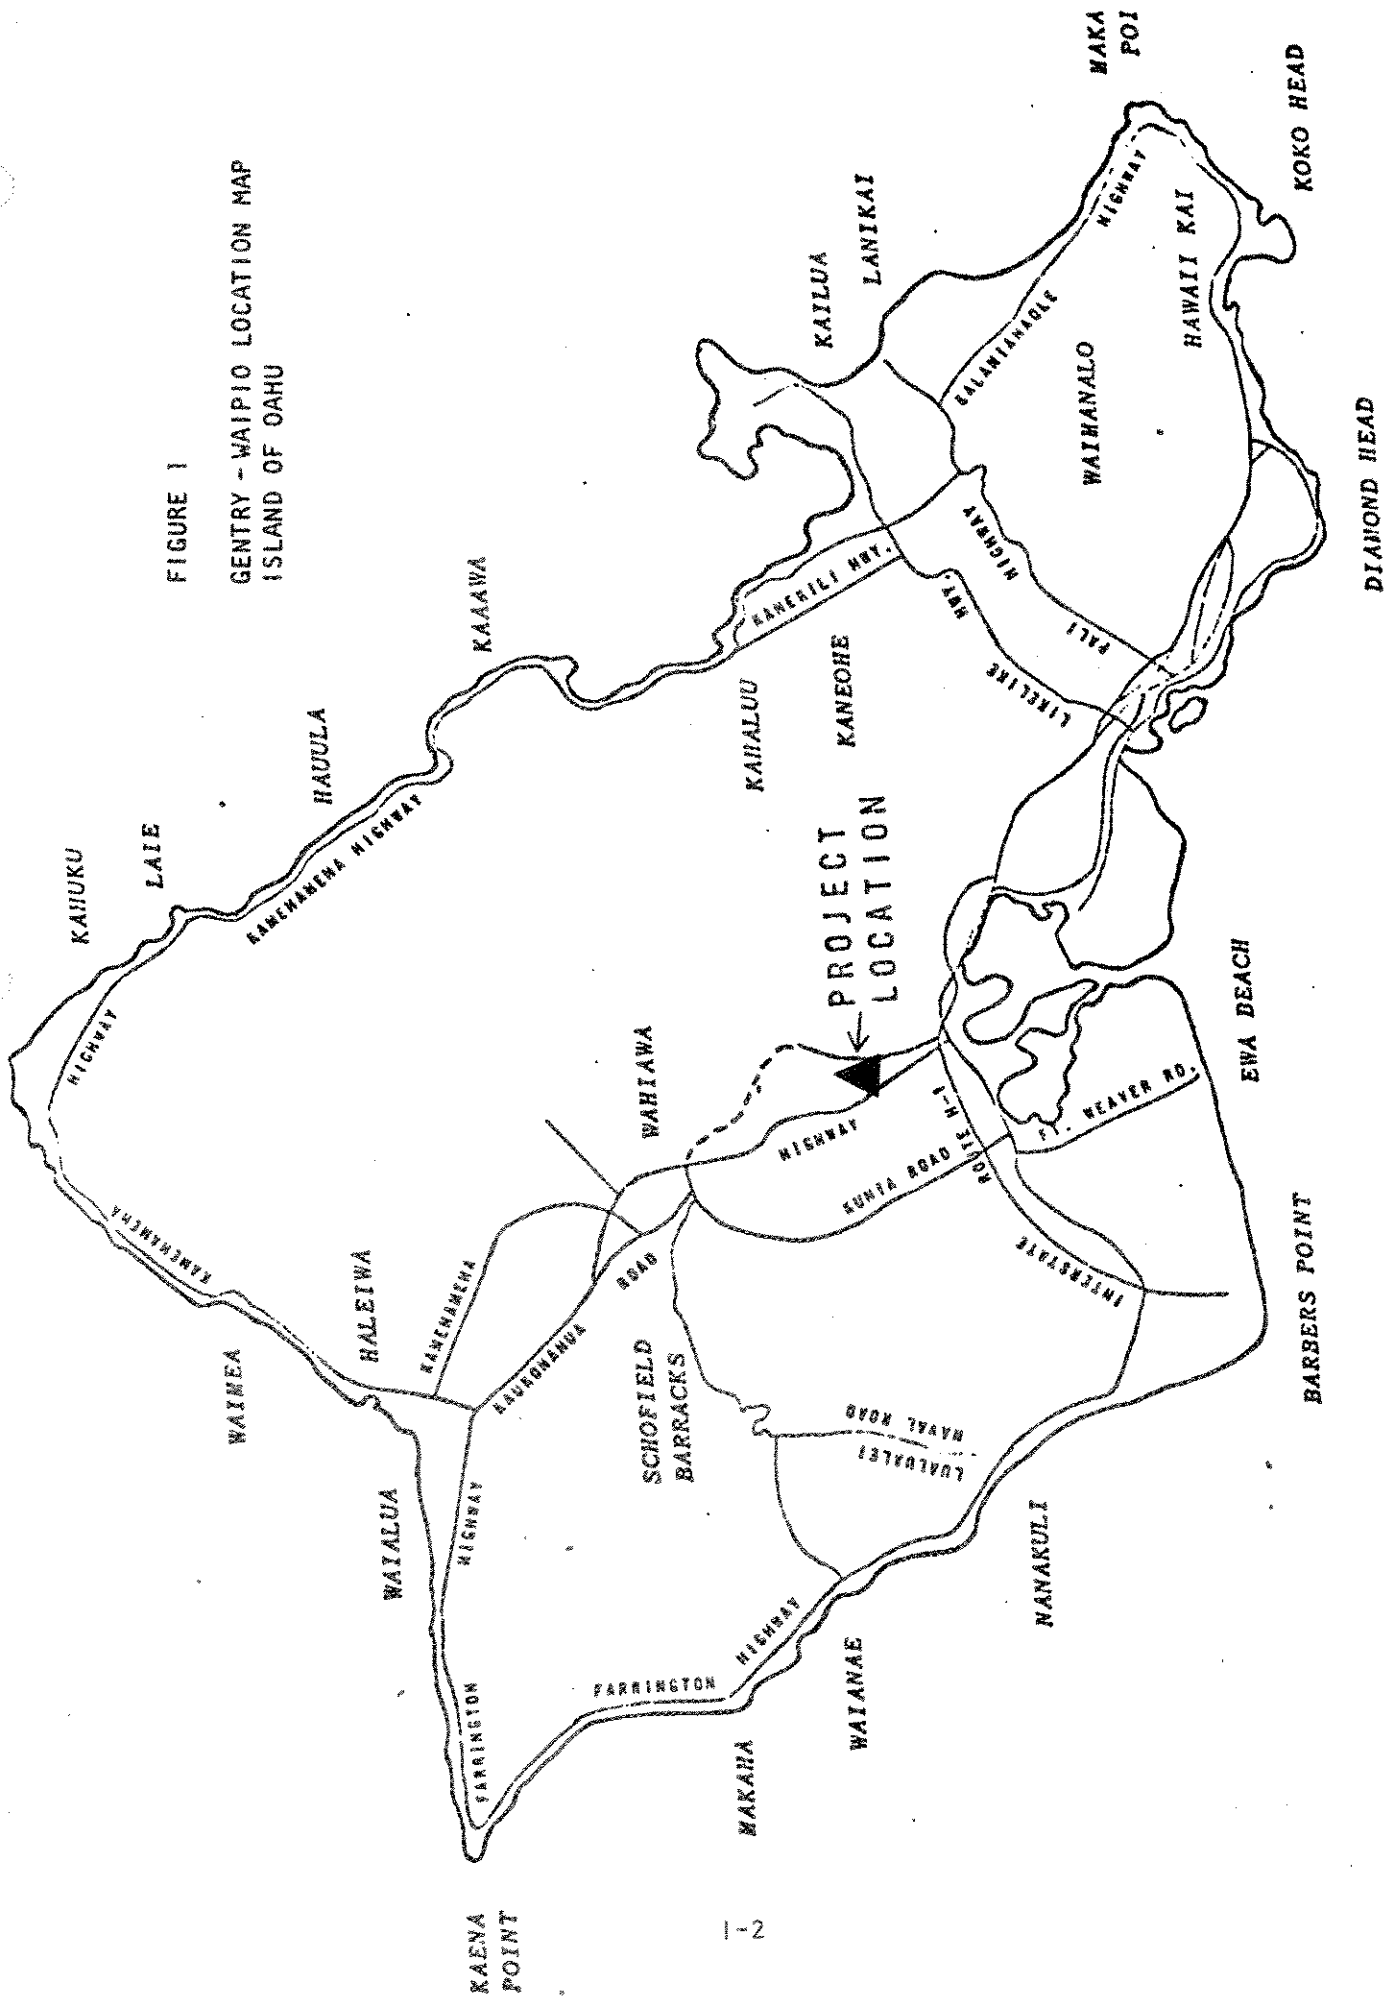 FIGURE 1
GENTRY - WAIPIO LOCATION MAP
ISLAND OF OAHU
KAHUKU
LAIE
HAUULA
KAAAWA
HIGHWAY
KAMEHAMEHA HIGHWAY
KAMEHAMEHA
WAIMEA
HALEIWA
KAMEHAMEHA
WAIALUA
HIGHWAY
FARRINGTON
KAENA
POINT
KAUKONAHUA
ROAD
WAHIAWA
SCHOFIELD
BARRACKS
KAHALUU
KANEOHE
KANEKILI HWY.
KAILUA
LANIKAI
PROJECT
LOCATION
HIGHWAY
KUNIA ROAD
ROUTE H-1
INTERSTATE
FT. WEAVER RD.
LIKELIKE
HWY.
PALI
HIGHWAY
HIGHWAY
WAIMANALO
HAWAII KAI
MAKA
POI
KOKO HEAD
DIAMOND HEAD
EWA BEACH
BARBERS POINT
LUALUALEI
NAVAL ROAD
NANAKULI
WAIANAE
MAKAHA
FARRINGTON
HIGHWAY
1-2